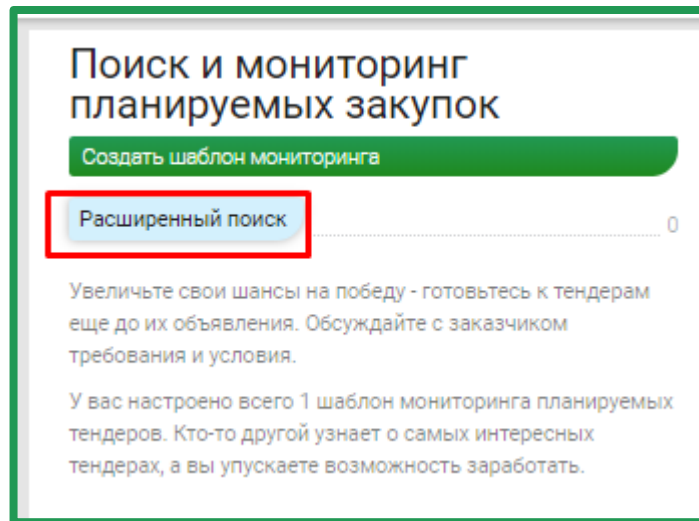 Поиск и мониторинг
планируемых закупок
Создать шаблон мониторинга
Расширенный поиск 0
Увеличьте свои шансы на победу - готовьтесь к тендерам
еще до их объявления. Обсуждайте с заказчиком
требования и условия.
У вас настроено всего 1 шаблон мониторинга планируемых
тендеров. Кто-то другой узнает о самых интересных
тендерах, а вы упускаете возможность заработать.